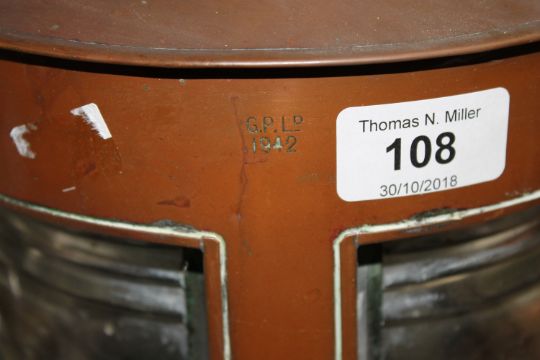 G.P. LD
1942
Thomas N. Miller
108
30/10/2018